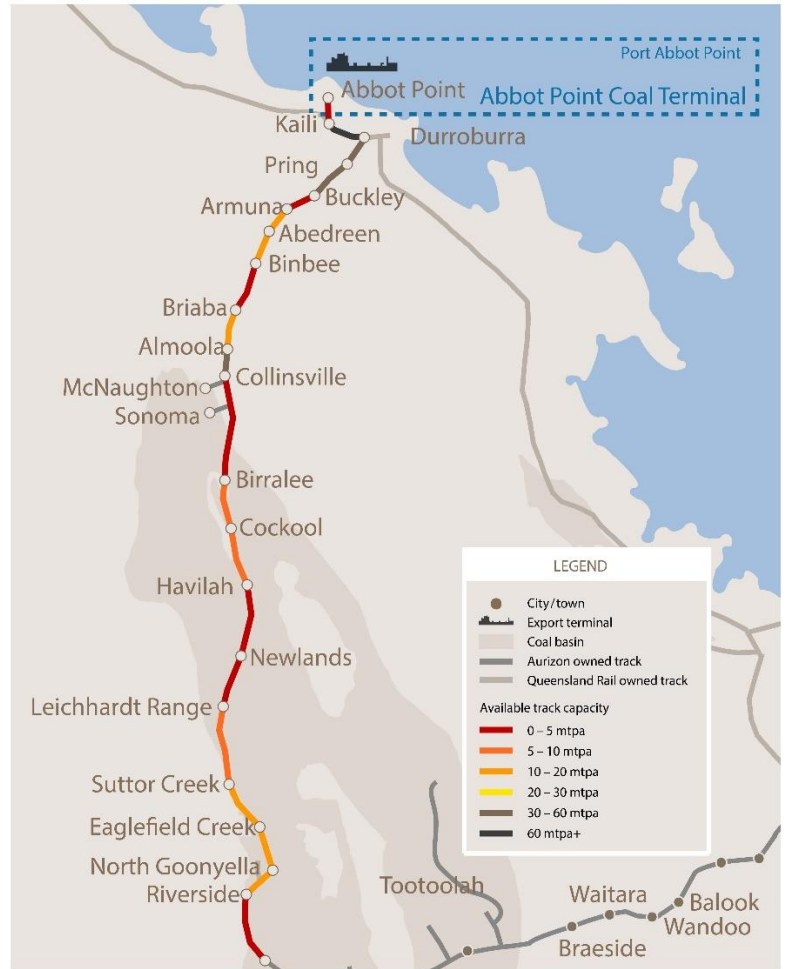 Port Abbot Point
Abbot Point
Abbot Point Coal Terminal
Kaili
Durroburra
Pring
Buckley
Armuna
Abedreen
Binbee
Briaba
Almoola
Collinsville
McNaughton
Sonoma
Birralee
Cockool
Havilah
Newlands
Leichhardt Range
Suttor Creek
Eaglefield Creek
North Goonyella
Riverside
Tootoolah
Waitara
Balook
Wandoo
Braeside
LEGEND
City/town
Export terminal
Coal basin
Aurizon owned track
Queensland Rail owned track
Available track capacity
0 – 5 mtpa
5 – 10 mtpa
10 – 20 mtpa
20 – 30 mtpa
30 – 60 mtpa
60 mtpa+